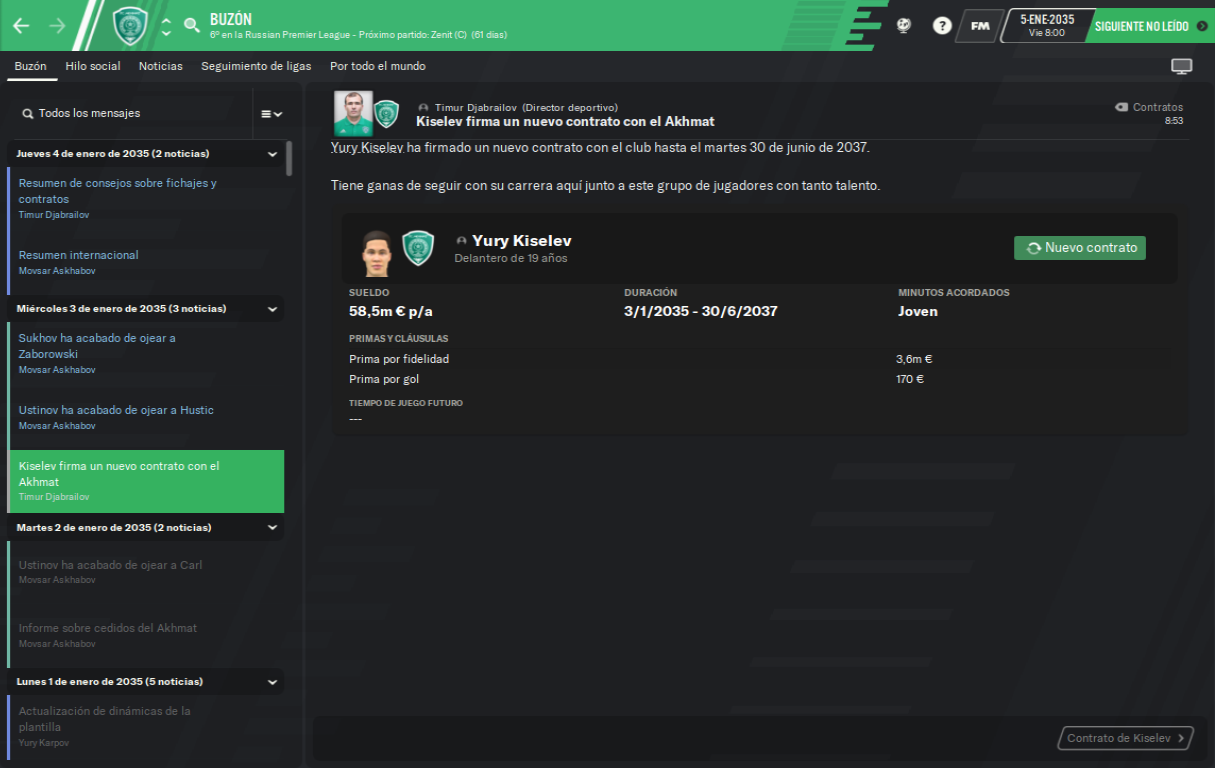 BUZÓN
6º en la Russian Premier League - Próximo partido: Zenit (C) (61 días)
?
FM
5-ENE-2035
Vie 8:00
SIGUIENTE NO LEÍDO
Buzón
Hilo social
Noticias
Seguimiento de ligas
Por todo el mundo
Todos los mensajes
Jueves 4 de enero de 2035 (2 noticias)
Resumen de consejos sobre fichajes y
contratos
Timur Djabrailov
Resumen internacional
Movsar Askhabov
Miércoles 3 de enero de 2035 (3 noticias)
Sukhov ha acabado de ojear a
Zaborowski
Movsar Askhabov
Ustinov ha acabado de ojear a Hustic
Movsar Askhabov
Kiselev firma un nuevo contrato con el
Akhmat
Timur Djabrailov
Martes 2 de enero de 2035 (2 noticias)
Ustinov ha acabado de ojear a Carl
Movsar Askhabov
Informe sobre cedidos del Akhmat
Movsar Askhabov
Lunes 1 de enero de 2035 (5 noticias)
Actualización de dinámicas de la
plantilla
Yury Karpov
Timur Djabrailov (Director deportivo)
Kiselev firma un nuevo contrato con el Akhmat
Contratos
8:53
Yury Kiselev ha firmado un nuevo contrato con el club hasta el martes 30 de junio de 2037.
Tiene ganas de seguir con su carrera aquí junto a este grupo de jugadores con tanto talento.
Yury Kiselev
Delantero de 19 años
Nuevo contrato
SUELDO
DURACIÓN
MINUTOS ACORDADOS
58,5m € p/a
3/1/2035 - 30/6/2037
Joven
PRIMAS Y CLÁUSULAS
Prima por fidelidad
3,6m €
Prima por gol
170 €
TIEMPO DE JUEGO FUTURO
---
Contrato de Kiselev